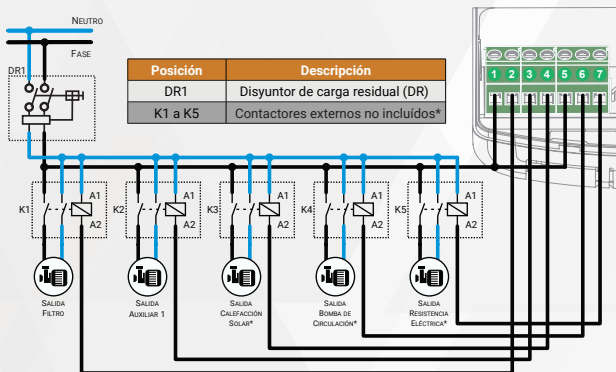 NEUTRO
FASE
DR1
Posición Descripción
DR1 Disyuntor de carga residual (DR)
K1 a K5 Contactores externos no incluídos*
1 2 3 4 5 6 7
K1 A1 A2
K2 A1 A2
K3 A1 A2
K4 A1 A2
K5 A1 A2
SALIDA
FILTRO
SALIDA
AUXILIAR 1
SALIDA
CALEFACCIÓN
SOLAR*
SALIDA
BOMBA DE
CIRCULACIÓN*
SALIDA
RESISTENCIA
ELÉCTRICA*